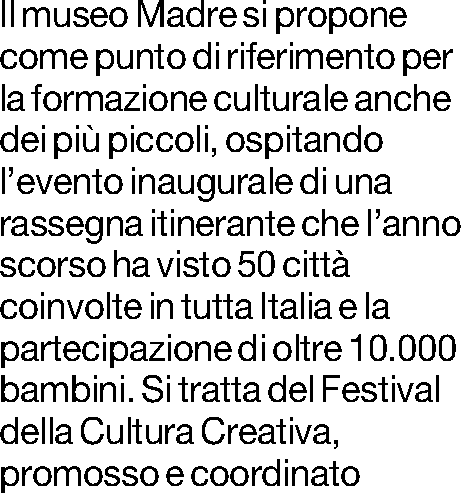 Il museo Madre si propone
come punto di riferimento per
la formazione culturale anche
dei più piccoli, ospitando
l’evento inaugurale di una
rassegna itinerante che l’anno
scorso ha visto 50 città
coinvolte in tutta Italia e la
partecipazione di oltre 10.000
bambini. Si tratta del Festival
della Cultura Creativa,
promosso e coordinato